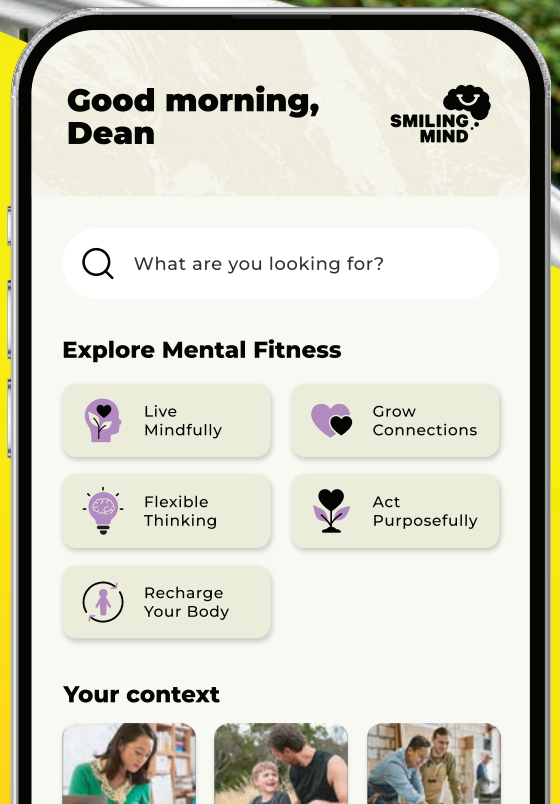 Good morning,
Dean
SMILING
MIND
What are you looking for?
Explore Mental Fitness
Live
Mindfully
Grow
Connections
Flexible
Thinking
Act
Purposefully
Recharge
Your Body
Your context